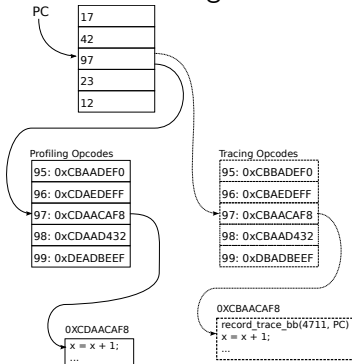 PC
17
42
97
23
12
Profiling Opcodes
95: 0xCBAADEF0
96: 0xCDAEDEFF
97: 0xCDAACAF8
98: 0xCDAAD432
99: 0xDEADBEEF
Tracing Opcodes
95: 0xCBBADEF0
96: 0xCBAEDEFF
97: 0xCBAACAF8
98: 0xCBAAD432
99: 0xDBADBEEF
0XCDAACAF8
x = x + 1;
...
0XCBAACAF8
record_trace_bb(4711, PC)
x = x + 1;
...